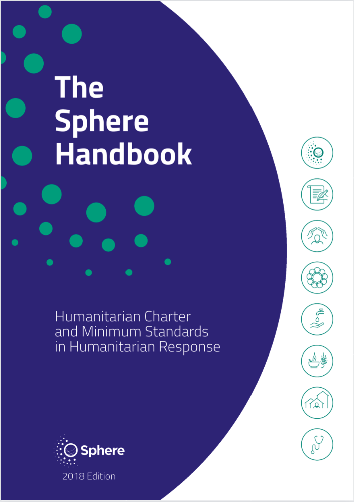 The
Sphere
Handbook
Humanitarian Charter
and Minimum Standards
in Humanitarian Response
Sphere
2018 Edition